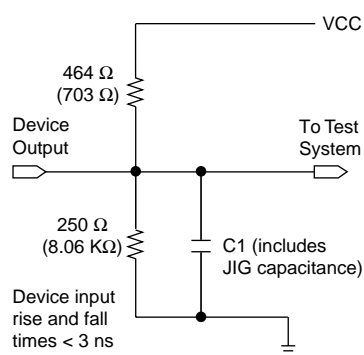 VCC
464 Ω
(703 Ω)
Device
Output
To Test
System
250 Ω
(8.06 KΩ)
C1 (includes
JIG capacitance)
Device input
rise and fall
times < 3 ns